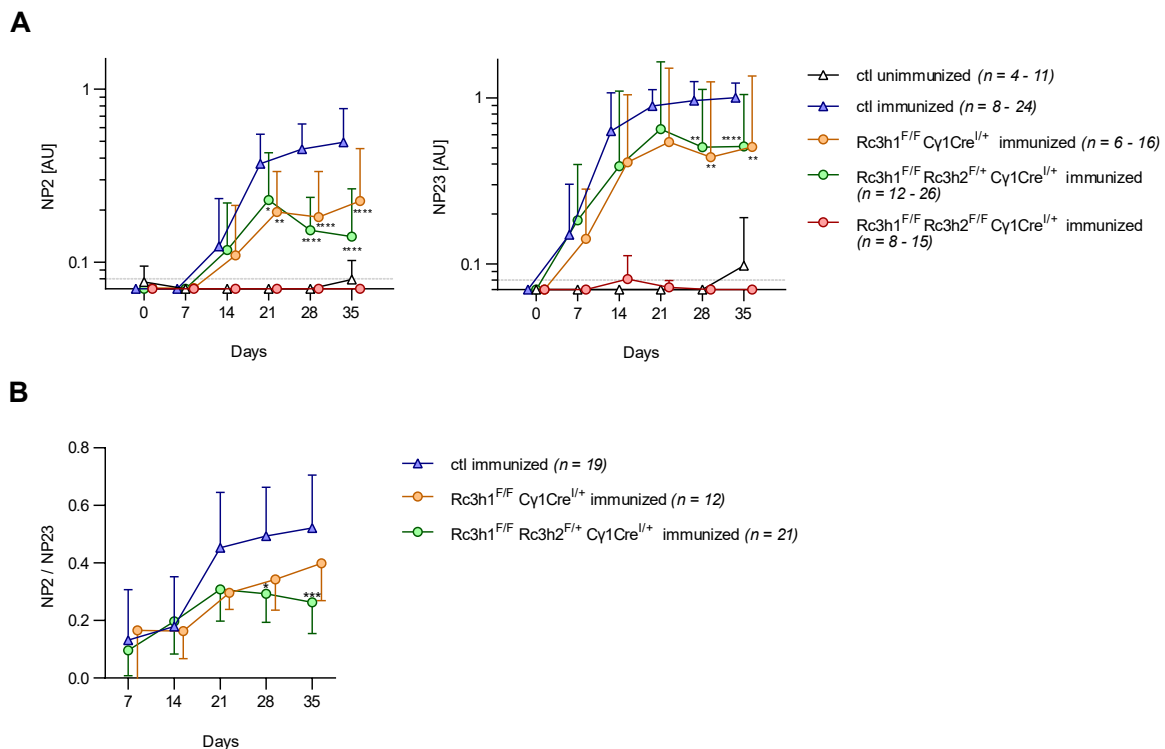 A
1
0.1
NP2 [AU]
* ** **** **** **** ****
0 7 14 21 28 35
Days
1
0.1
NP23 [AU]
** ** **** **
0 7 14 21 28 35
Days
ctl unimmunized (n = 4 - 11)
ctl immunized (n = 8 - 24)
Rc3h1F/F Cγ1CreI/+ immunized (n = 6 - 16)
Rc3h1F/F Rc3h2F/+ Cγ1CreI/+ immunized
(n = 12 - 26)
Rc3h1F/F Rc3h2F/F Cγ1CreI/+ immunized
(n = 8 - 15)
B
0.8
0.6
0.4
0.2
0.0
NP2 / NP23
* ***
7 14 21 28 35
Days
ctl immunized (n = 19)
Rc3h1F/F Cγ1CreI/+ immunized (n = 12)
Rc3h1F/F Rc3h2F/+ Cγ1CreI/+ immunized (n = 21)